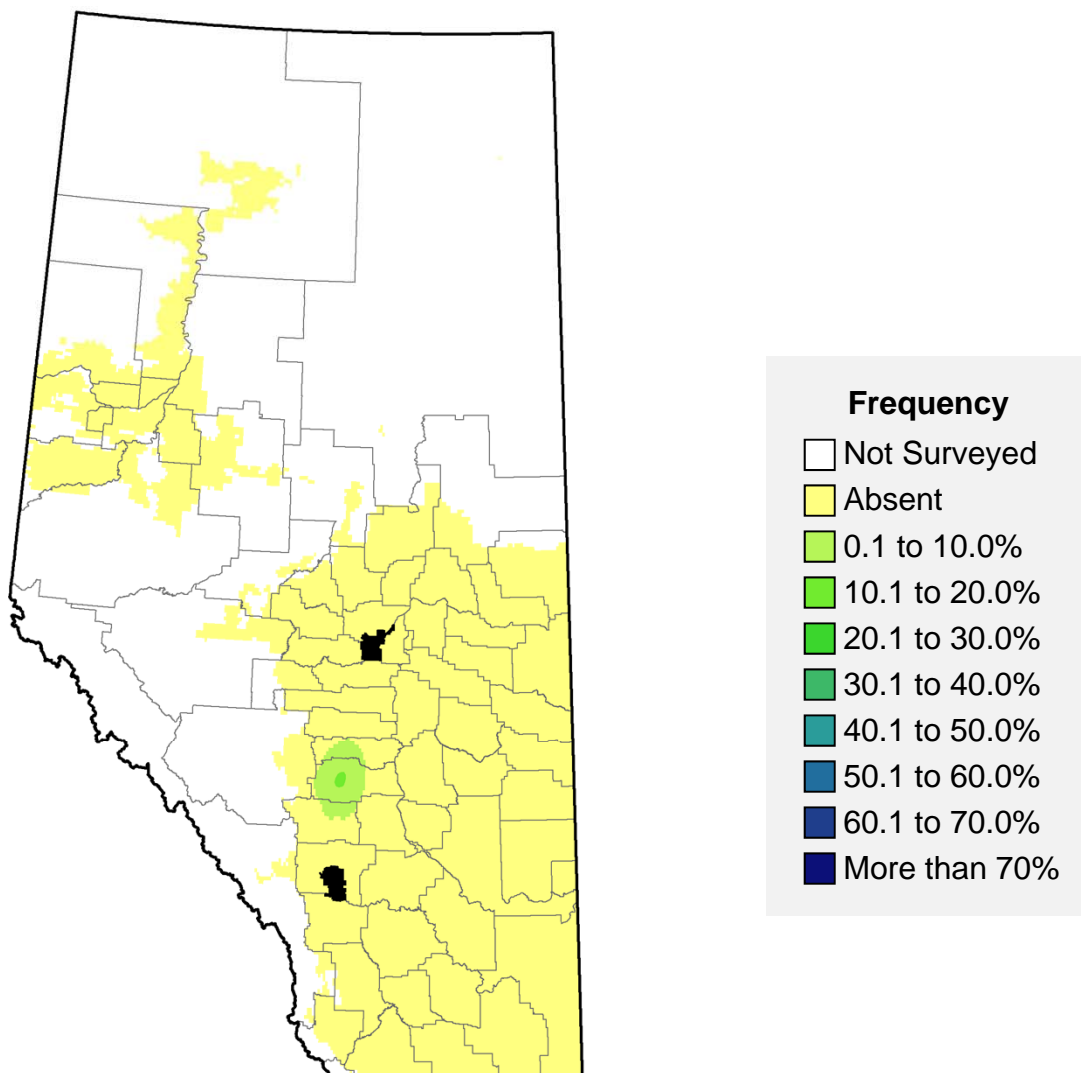 Frequency
Not Surveyed
Absent
0.1 to 10.0%
10.1 to 20.0%
20.1 to 30.0%
30.1 to 40.0%
40.1 to 50.0%
50.1 to 60.0%
60.1 to 70.0%
More than 70%